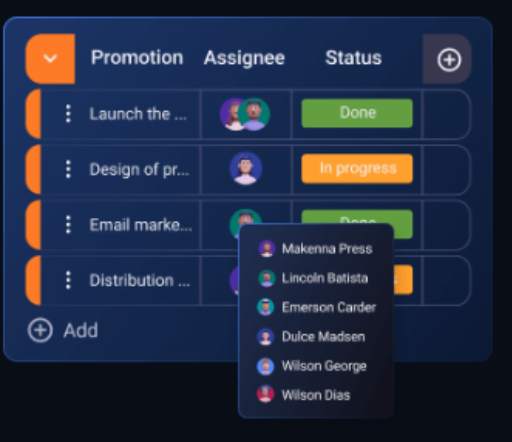 Promotion Assignee Status
Launch the ... Done
Design of pr... In progress
Email marke... Done
Distribution ...
Makenna Press
Lincoln Batista
Emerson Carder
Dulce Madsen
Wilson George
Wilson Dias
Add